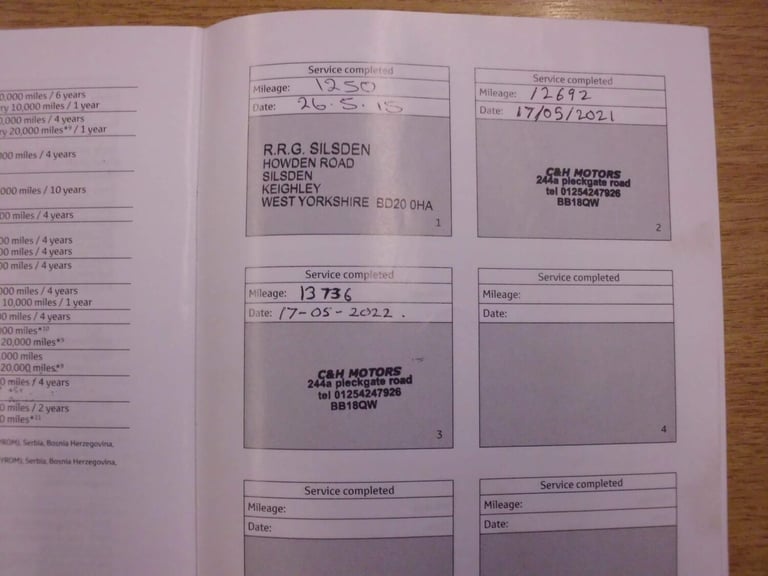 0,000 miles / 6 years
ry 10,000 miles / 1 year
,000 miles / 4 years
ry 20,000 miles*⁹ / 1 year
000 miles / 4 years
000 miles / 10 years
00 miles / 4 years
00 miles / 4 years
00 miles / 4 years
00 miles / 4 years
000 miles / 4 years
10,000 miles / 1 year
0 miles / 4 years
000 miles*¹⁰
20,000 miles*⁹
,000 miles
20,000 miles*⁹
0 miles / 4 years
0 miles / 2 years
0 miles*¹¹
YROM), Serbia, Bosnia Herzegovina,
YROM), Serbia, Bosnia Herzegovina,
Service completed
Mileage: 1250
Date: 26.5.15
R.R.G. SILSDEN
HOWDEN ROAD
SILSDEN
KEIGHLEY
WEST YORKSHIRE BD20 0HA
1
Service completed
Mileage: 12692
Date: 17/05/2021
C&H MOTORS
244a pleckgate road
tel 01254247926
BB18QW
2
Service completed
Mileage: 13736
Date: 17-05-2022.
C&H MOTORS
244a pleckgate road
tel 01254247926
BB18QW
3
Service completed
Mileage:
Date:
4
Service completed
Mileage:
Date:
Service completed
Mileage:
Date: